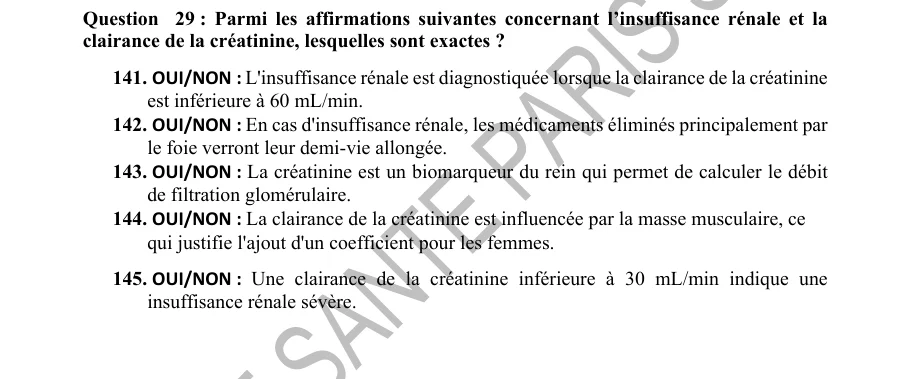 Question 29 : Parmi les affirmations suivantes concernant l'insuffisance rénale et la
clairance de la créatinine, lesquelles sont exactes ?
141. OUI/NON : L'insuffisance rénale est diagnostiquée lorsque la clairance de la créatinine
est inférieure à 60 mL/min.
142. OUI/NON : En cas d'insuffisance rénale, les médicaments éliminés principalement par
le foie verront leur demi-vie allongée.
143. OUI/NON : La créatinine est un biomarqueur du rein qui permet de calculer le débit
de filtration glomérulaire.
144. OUI/NON : La clairance de la créatinine est influencée par la masse musculaire, ce
qui justifie l'ajout d'un coefficient pour les femmes.
145. OUI/NON : Une clairance de la créatinine inférieure à 30 mL/min indique une
insuffisance rénale sévère.
SANTE PARIS